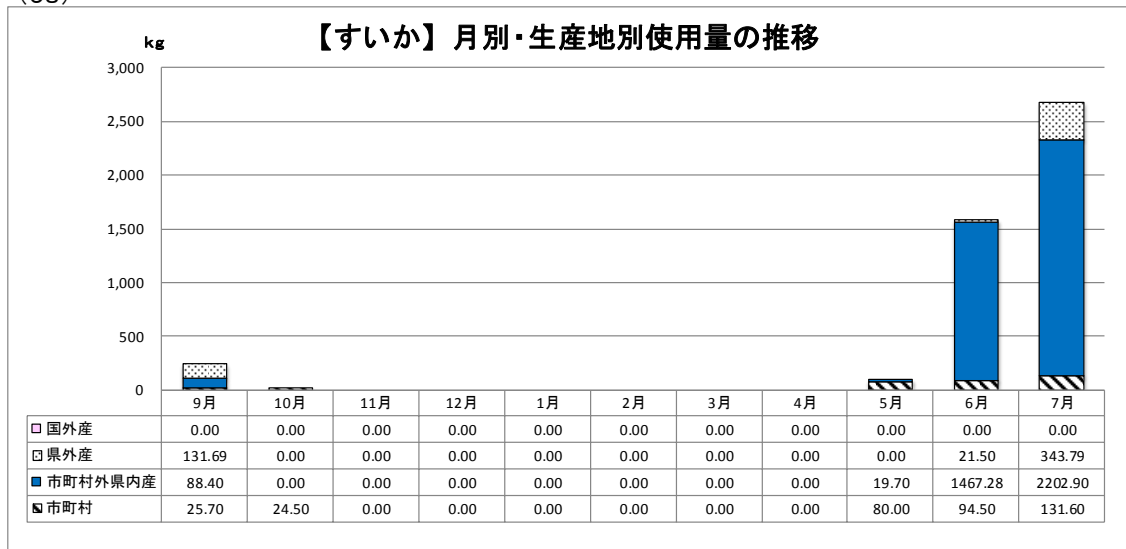 【すいか】月別・生産地別使用量の推移
kg
3,000
2,500
2,000
1,500
1,000
500
0
9月 10月 11月 12月 1月 2月 3月 4月 5月 6月 7月
国外産 0.00 0.00 0.00 0.00 0.00 0.00 0.00 0.00 0.00 0.00 0.00
県外産 131.69 0.00 0.00 0.00 0.00 0.00 0.00 0.00 0.00 21.50 343.79
市町村外県内産 88.40 0.00 0.00 0.00 0.00 0.00 0.00 0.00 19.70 1467.28 2202.90
市町村 25.70 24.50 0.00 0.00 0.00 0.00 0.00 0.00 80.00 94.50 131.60